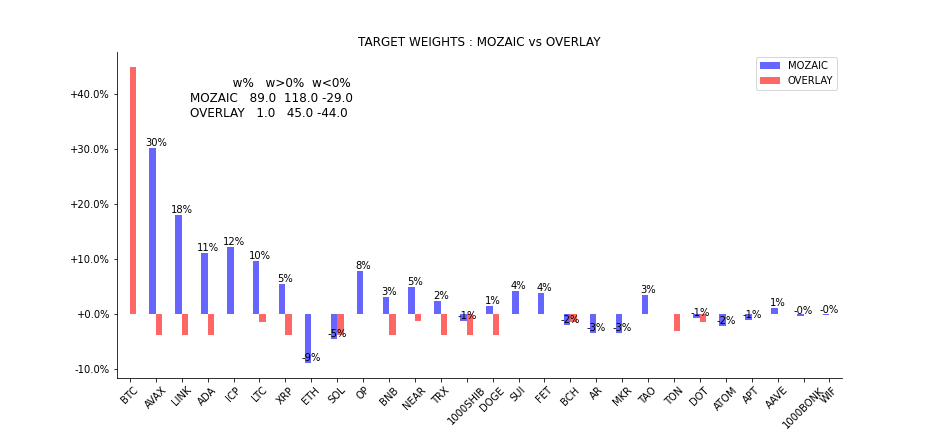 TARGET WEIGHTS : MOZAIC vs OVERLAY
MOZAIC
OVERLAY
w% w>0% w<0%
MOZAIC 89.0 118.0 -29.0
OVERLAY 1.0 45.0 -44.0
+40.0%
+30.0%
+20.0%
+10.0%
+0.0%
-10.0%
30%
18%
11%
12%
10%
5%
-9%
-5%
8%
3%
5%
2%
-1%
1%
4%
4%
-2%
-3%
-3%
3%
-1%
-2%
-1%
1%
-0%
-0%
BTC
AVAX
LINK
ADA
ICP
LTC
XRP
ETH
SOL
OP
BNB
NEAR
TRX
1000SHIB
DOGE
SUI
FET
BCH
AR
MKR
TAO
TON
DOT
ATOM
APT
AAVE
1000BONK
WIF